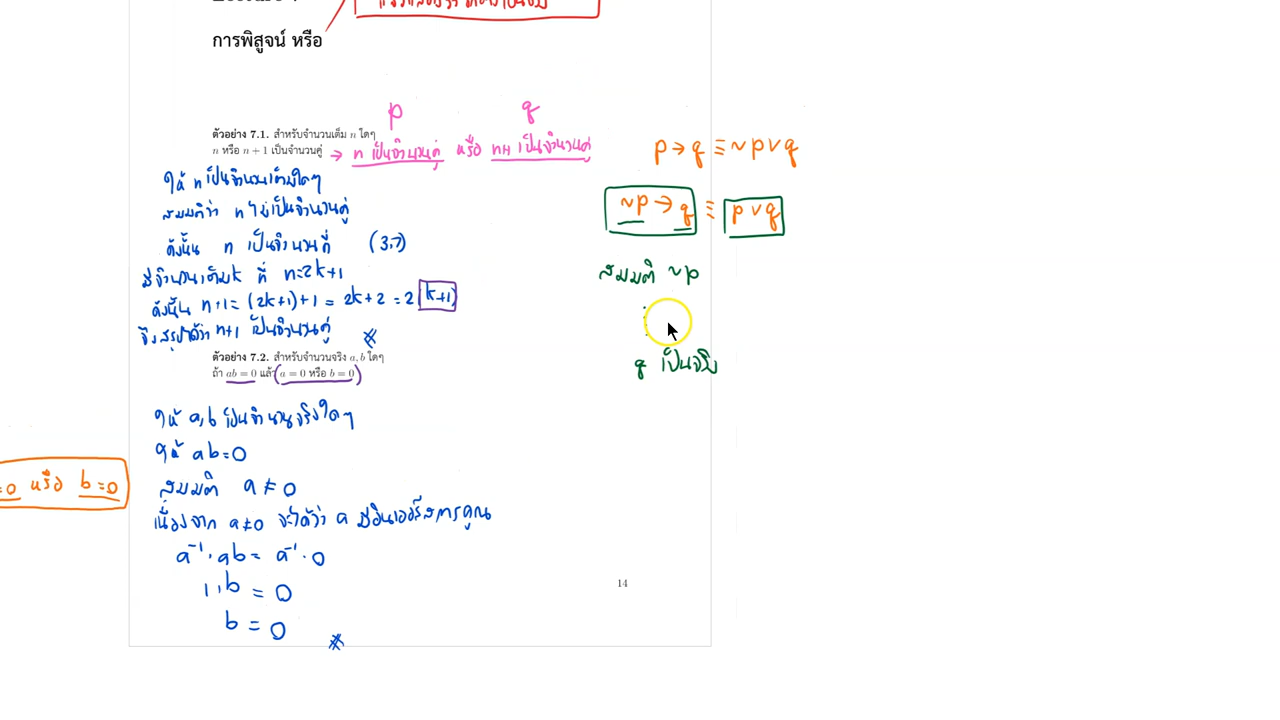 การพิสูจน์ หรือ
p q
ตัวอย่าง 7.1. สำหรับจำนวนเต็ม n ใดๆ
n หรือ n + 1 เป็นจำนวนคู่ → n เป็นจำนวนคู่ หรือ n+1 เป็นจำนวนคู่
ให้ n เป็นจำนวนเต็มใดๆ
สมมติว่า n ไม่เป็นจำนวนคู่
ดังนั้น n เป็นจำนวนคี่ (3,7)
มีจำนวนเต็ม k ที่ n=2k+1
ดังนั้น n+1 = (2k+1)+1 = 2k+2 = 2(k+1)
จึงสรุปได้ว่า n+1 เป็นจำนวนคู่ #
p→q ≡ ~p∨q
~p→q ≡ p∨q
สมมติ ~p
⋮
q เป็นจริง
ตัวอย่าง 7.2. สำหรับจำนวนจริง a, b ใดๆ
ถ้า ab = 0 แล้ว (a = 0 หรือ b = 0)
ให้ a,b เป็นจำนวนจริงใดๆ
ให้ ab=0
=0 หรือ b=0
สมมติ a ≠ 0
เนื่องจาก a≠0 จะได้ว่า a มีอินเวอร์สการคูณ
a⁻¹·ab = a⁻¹·0
1·b = 0
b = 0 #
14